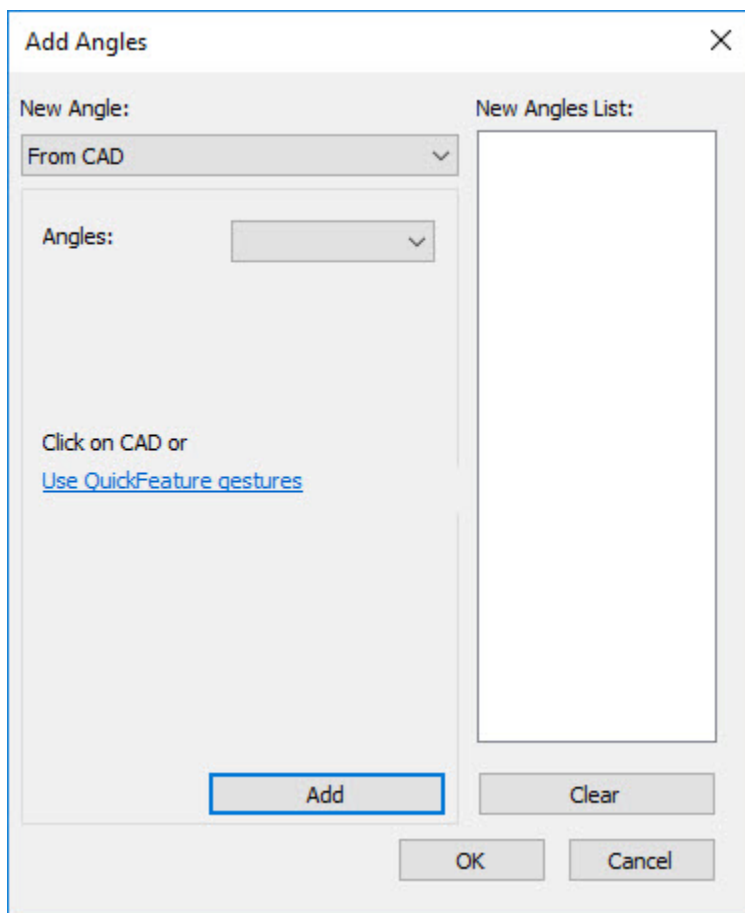 Add Angles
New Angle:
New Angles List:
From CAD
Angles:
Click on CAD or
Use QuickFeature gestures
Add
Clear
OK
Cancel